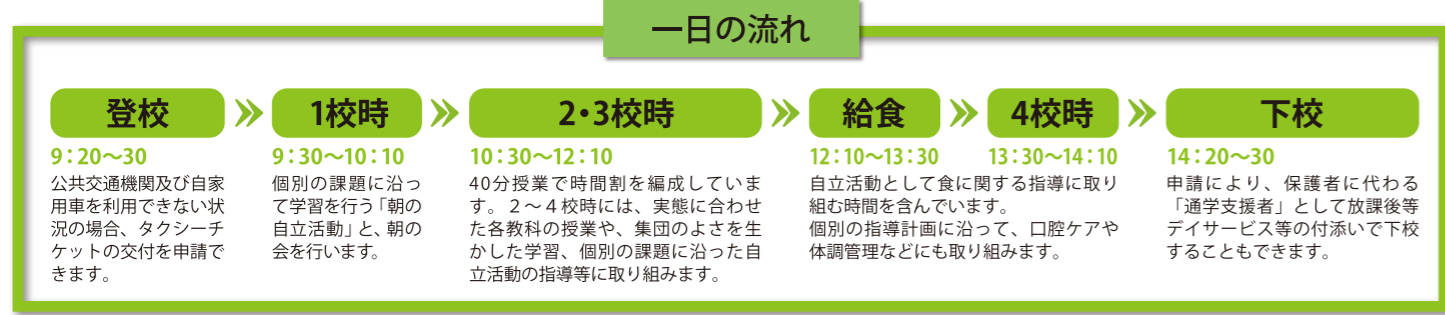 一日の流れ
登校
9：20～30
公共交通機関及び自家
用車を利用できない状
況の場合、タクシーチ
ケットの交付を申請で
きます。
1校時
9：30～10：10
個別の課題に沿っ
て学習を行う「朝の
自立活動」と、朝の
会を行います。
2・3校時
10：30～12：10
40分授業で時間割を編成していま
す。２～４校時には、実態に合わせ
た各教科の授業や、集団のよさを生
かした学習、個別の課題に沿った自
立活動の指導等に取り組みます。
給食
12：10～13：30
4校時
13：30～14：10
自立活動として食に関する指導に取り
組む時間を含んでいます。
個別の指導計画に沿って、口腔ケアや
体調管理などにも取り組みます。
下校
14：20～30
申請により、保護者に代わる
「通学支援者」として放課後等
デイサービス等の付添いで下校
することもできます。